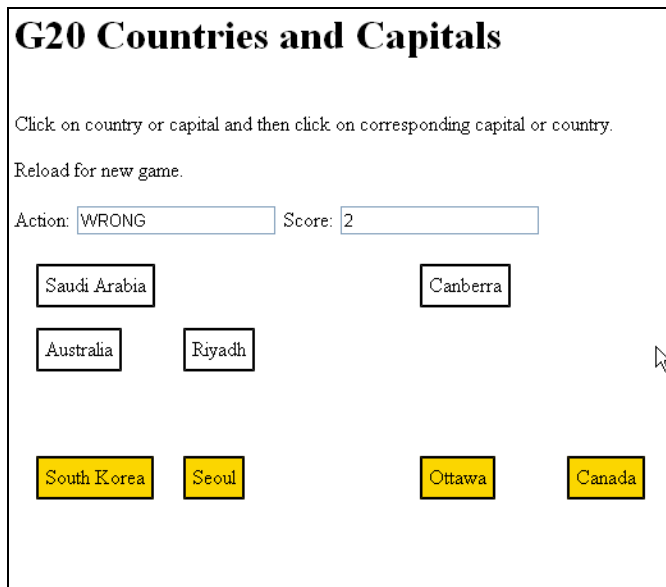 G20 Countries and Capitals
Click on country or capital and then click on corresponding capital or country.
Reload for new game.
Action: WRONG Score: 2
Saudi Arabia Canberra
Australia Riyadh
South Korea Seoul Ottawa Canada